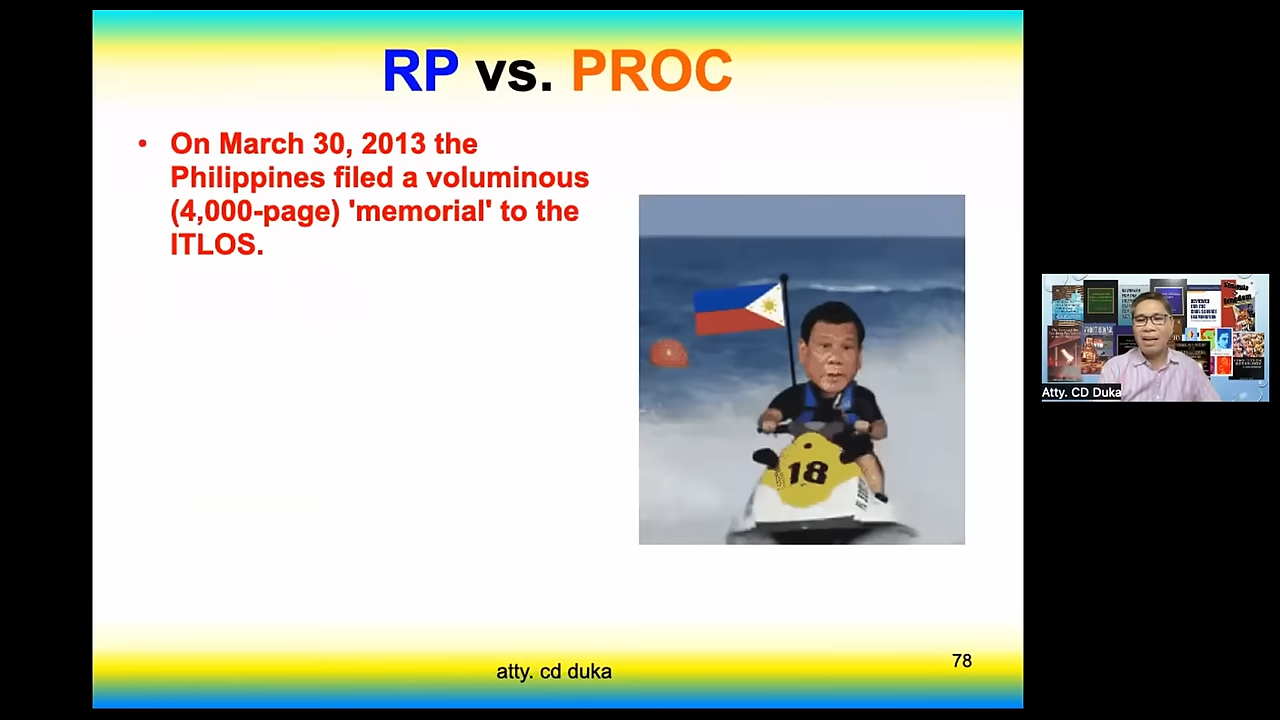 RP vs. PROC
• On March 30, 2013 the
Philippines filed a voluminous
(4,000-page) 'memorial' to the
ITLOS.
18
atty. cd duka
78
Atty. CD Duka